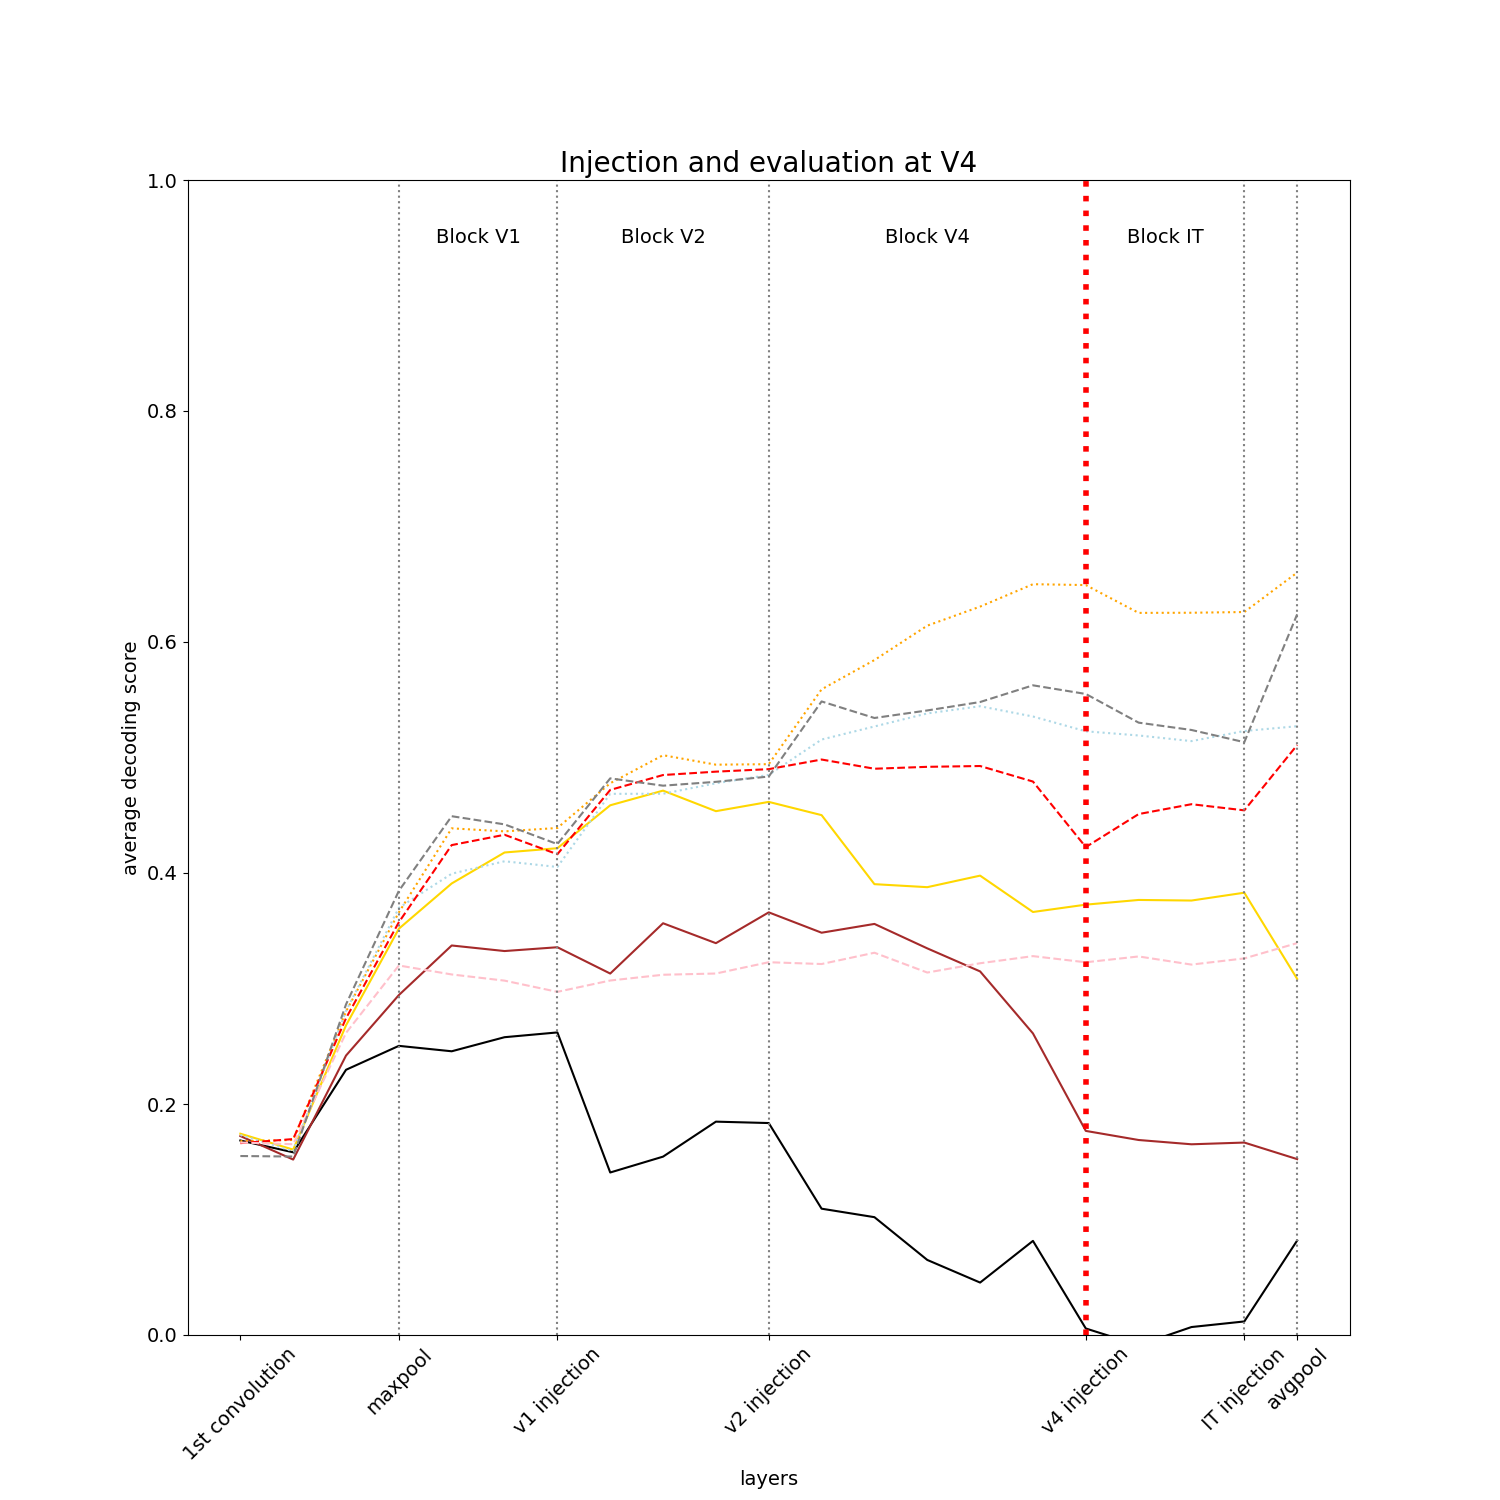 Injection and evaluation at V4
1.0
Block V1
Block V2
Block V4
Block IT
0.8
0.6
average decoding score
0.4
0.2
0.0
1st convolution
maxpool
v1 injection
v2 injection
v4 injection
IT injection
avgpool
layers